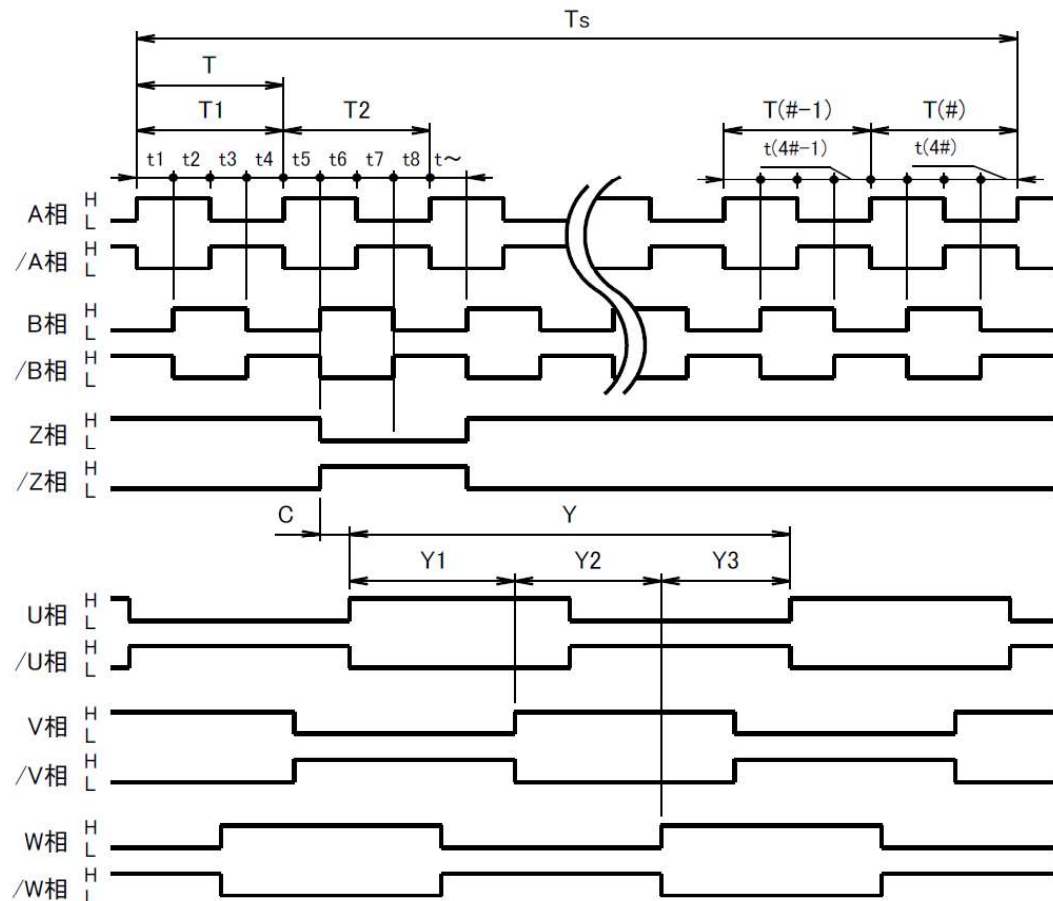 Ts
T
T1 T2 T(#-1) T(#)
t1 t2 t3 t4 t5 t6 t7 t8 t~ t(4#-1) t(4#)
A相 H
L
/A相 H
L
B相 H
L
/B相 H
L
Z相 H
L
/Z相 H
L
C Y
Y1 Y2 Y3
U相 H
L
/U相 H
L
V相 H
L
/V相 H
L
W相 H
L
/W相 H
L